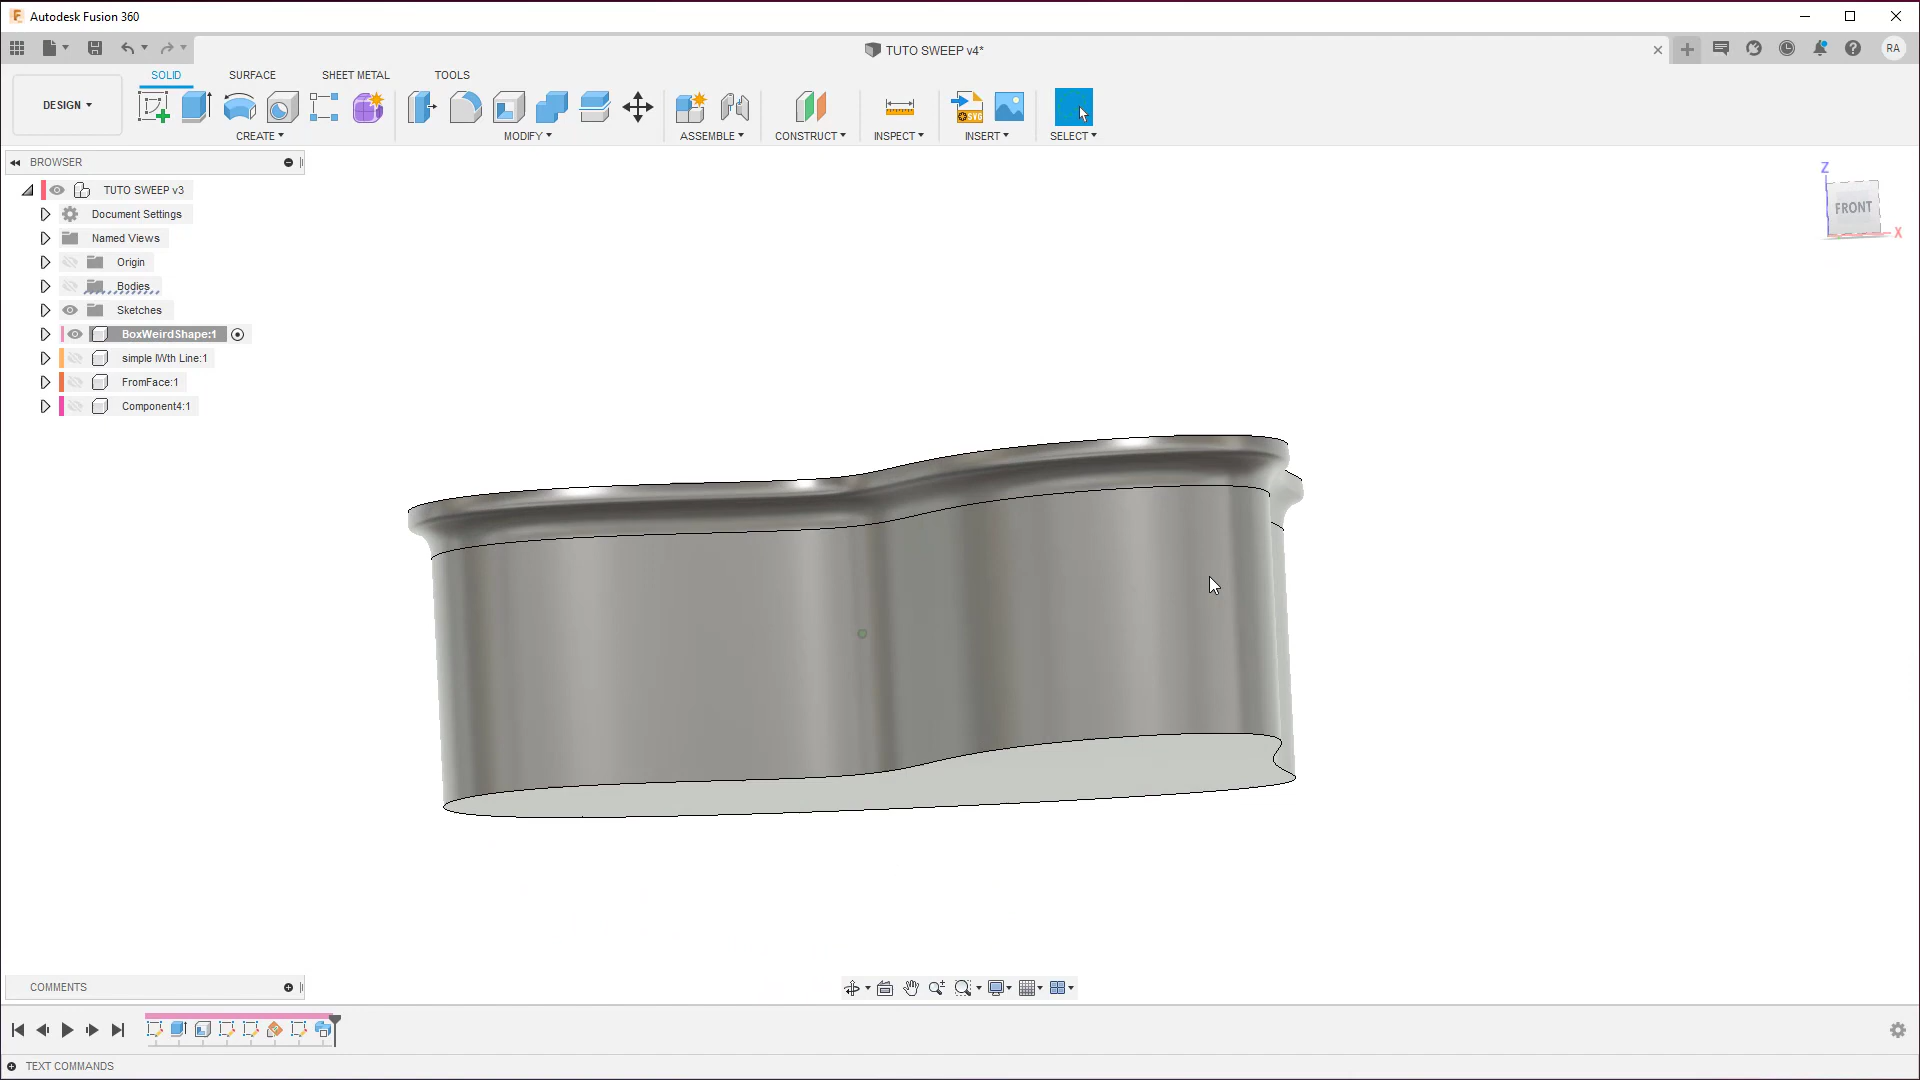 Autodesk Fusion 360
TUTO SWEEP v4*
RA
SOLID
SURFACE
SHEET METAL
TOOLS
DESIGN
CREATE
MODIFY
ASSEMBLE
CONSTRUCT
INSPECT
SVG
INSERT
SELECT
BROWSER
TUTO SWEEP v3
Document Settings
Named Views
Origin
Bodies
Sketches
BoxWeirdShape:1
simple lWth Line:1
FromFace:1
Component4:1
Z
FRONT
X
COMMENTS
TEXT COMMANDS